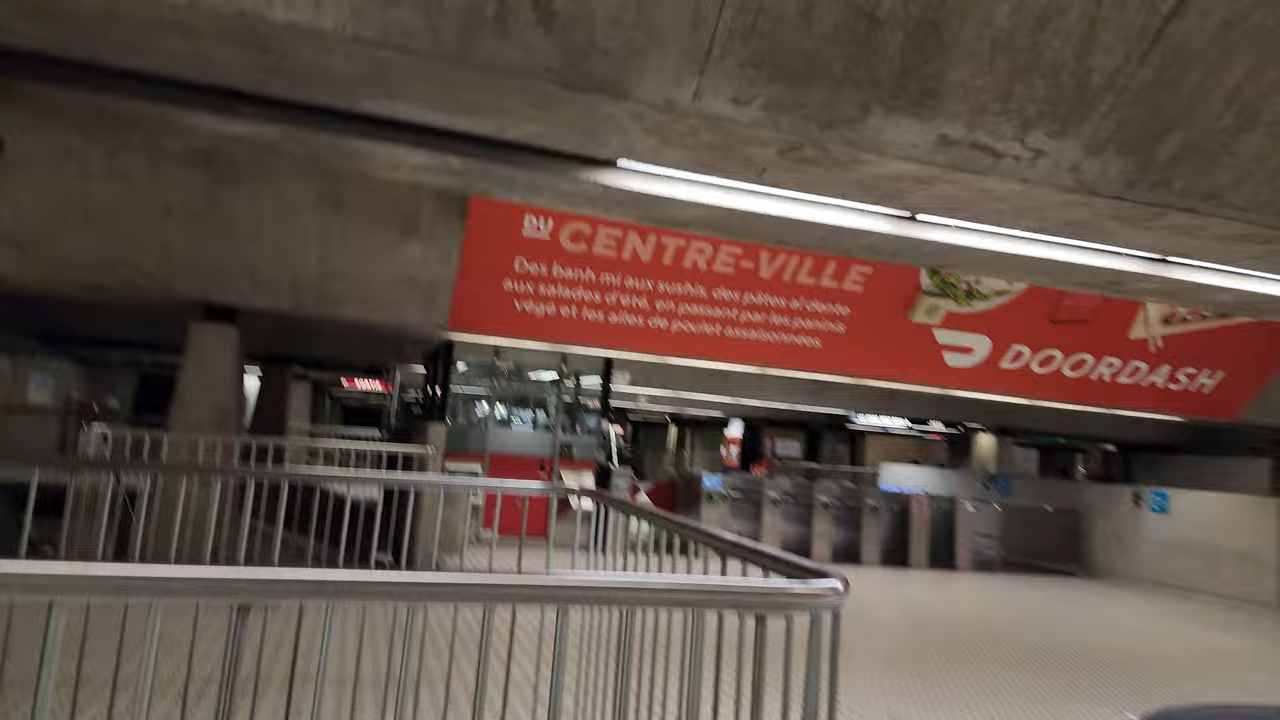 DU CENTRE-VILLE
Des banh mi aux sushis, des pâtes al dente
aux salades d'été, en passant par les paninis
végé et les ailes de poulet assaisonnées.
DOORDASH